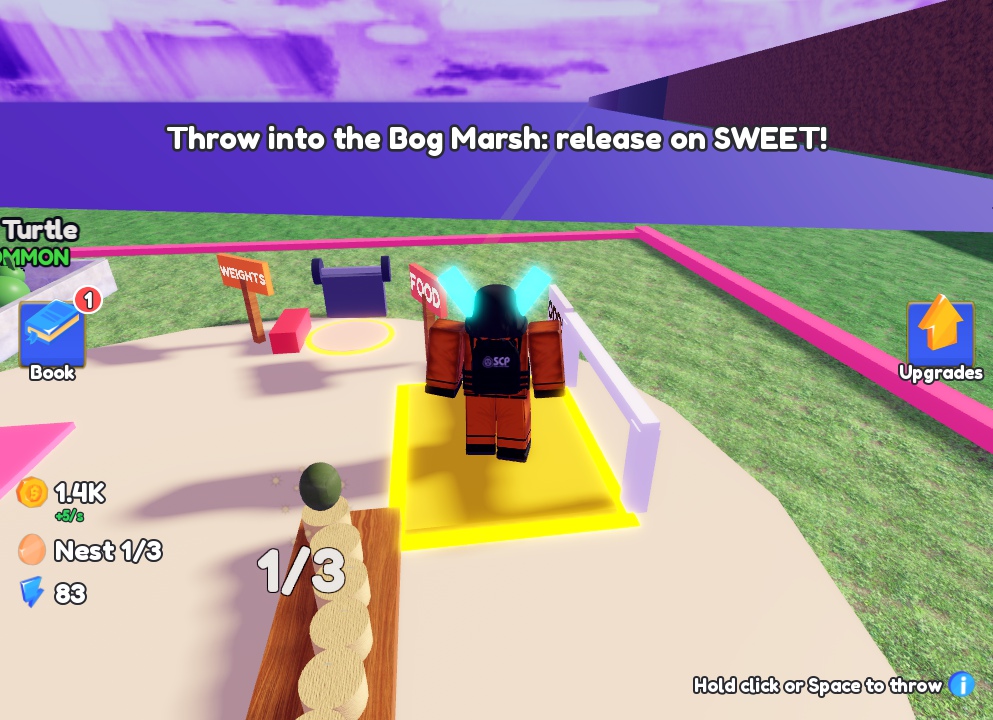 Throw into the Bog Marsh: release on SWEET!
Turtle
OMMON
WEIGHTS
FOOD
SCP
1
Book
Upgrades
1.4K
+5/s
Nest 1/3
1/3
83
Hold click or Space to throw
i